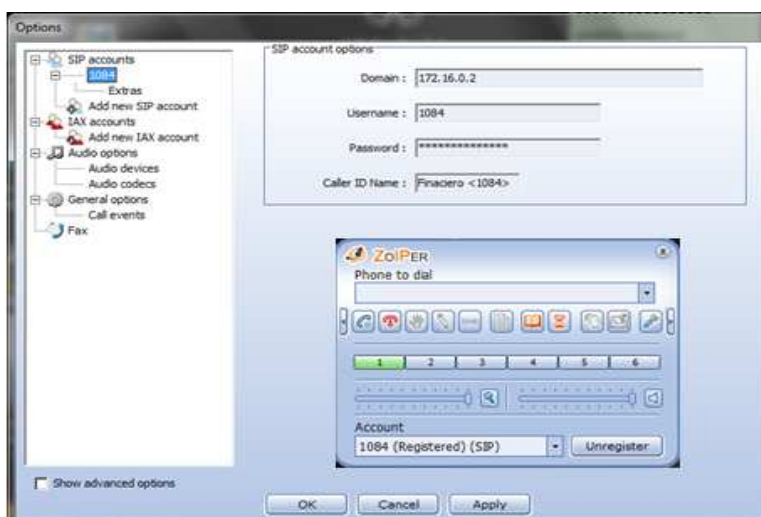 Options
SIP accounts
1084
Extras
Add new SIP account
IAX accounts
Add new IAX account
Audio options
Audio devices
Audio codecs
General options
Call events
Fax
Show advanced options
SIP account options
Domain : 172.16.0.2
Username : 1084
Password : **************
Caller ID Name : Finaciero <1084>
ZOIPER
Phone to dial
1 2 3 4 5 6
Account
1084 (Registered) (SIP) Unregister
OK Cancel Apply